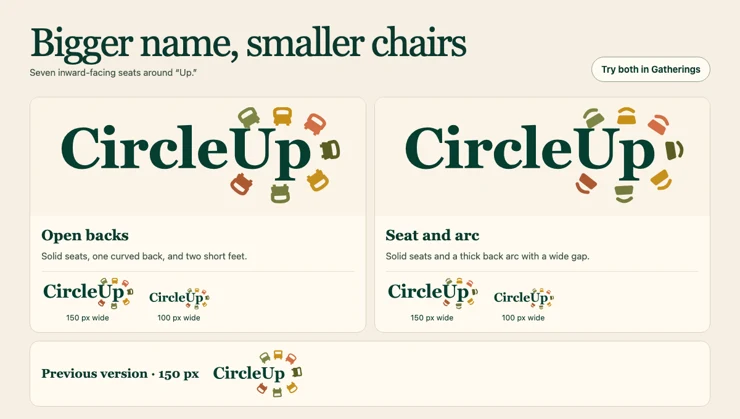 Bigger name, smaller chairs
Seven inward-facing seats around “Up.”
Try both in Gatherings
CircleUp
CircleUp
Open backs
Solid seats, one curved back, and two short feet.
CircleUp
CircleUp
150 px wide
100 px wide
Seat and arc
Solid seats and a thick back arc with a wide gap.
CircleUp
CircleUp
150 px wide
100 px wide
Previous version · 150 px
CircleUp